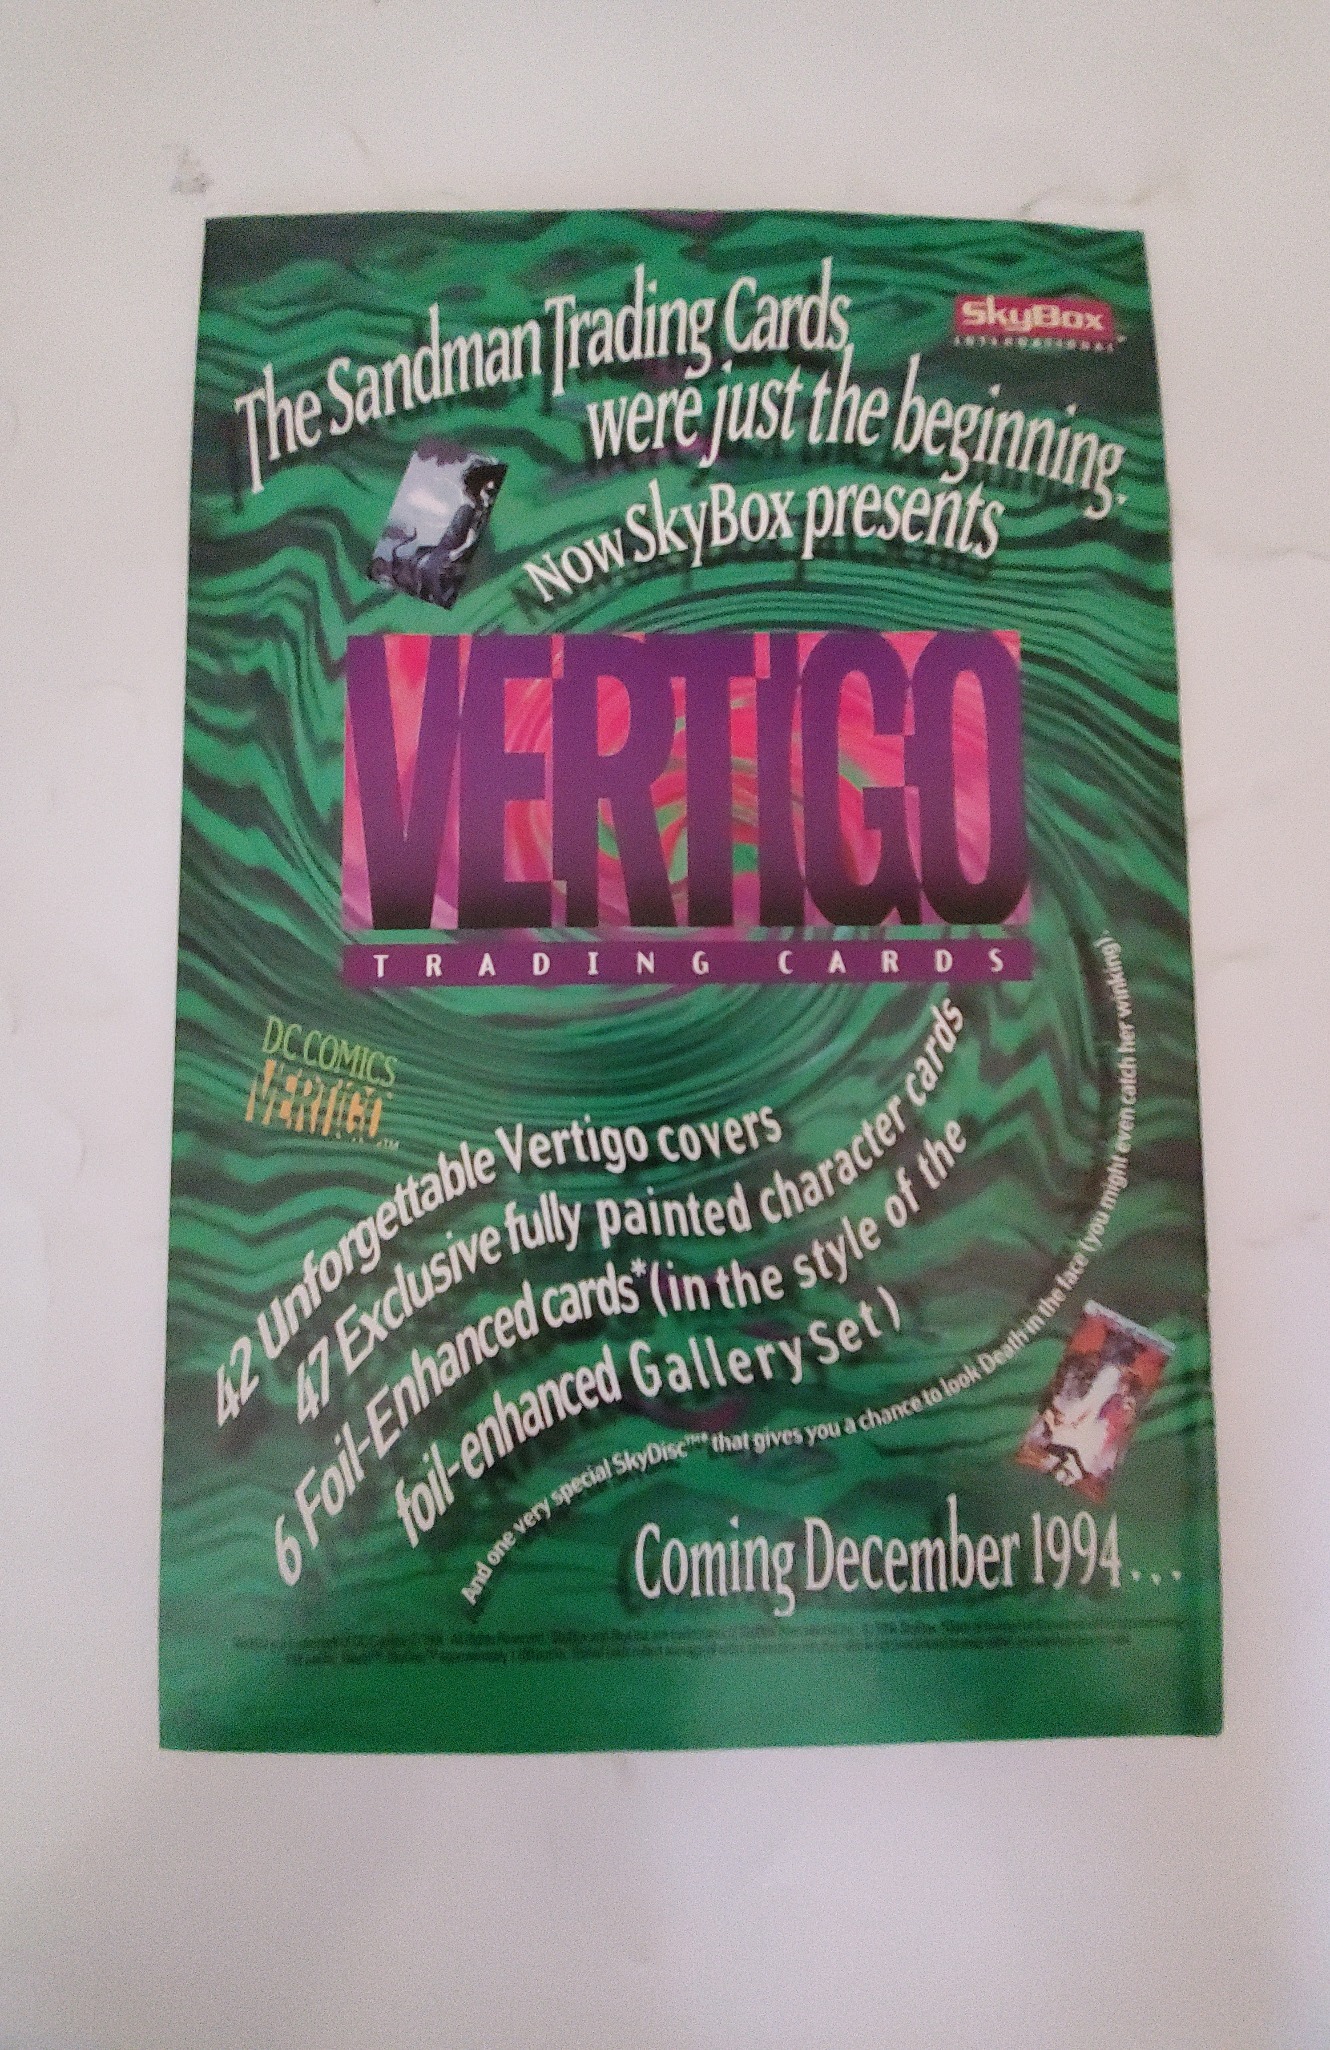 The Sandman Trading Cards
SkyBox
INTERNATIONAL
were just the beginning.
Now SkyBox presents
VERTIGO
TRADING CARDS
DC COMICS
VERTIGO™
42 Unforgettable Vertigo covers
47 Exclusive fully painted character cards
6 Foil-Enhanced cards* (in the style of the
foil-enhanced Gallery Set)
And one very special SkyDisc™* that gives you a chance to look Death in the face (you might even catch her winking).
Coming December 1994...